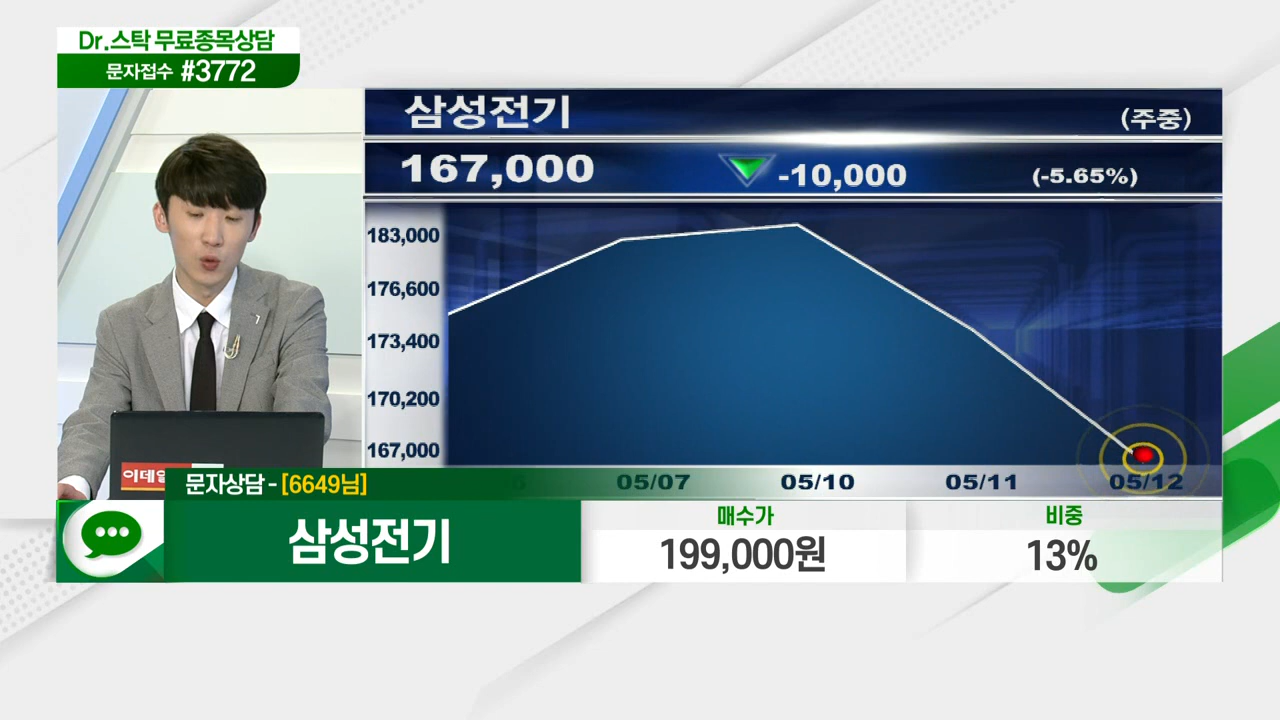 Dr.스탁 무료종목상담
문자접수 #3772
삼성전기 (주중)
167,000 -10,000 (-5.65%)
183,000
176,600
173,400
170,200
167,000
05/07 05/10 05/11 05/12
이데일
문자상담 - [6649님]
삼성전기
매수가
199,000원
비중
13%